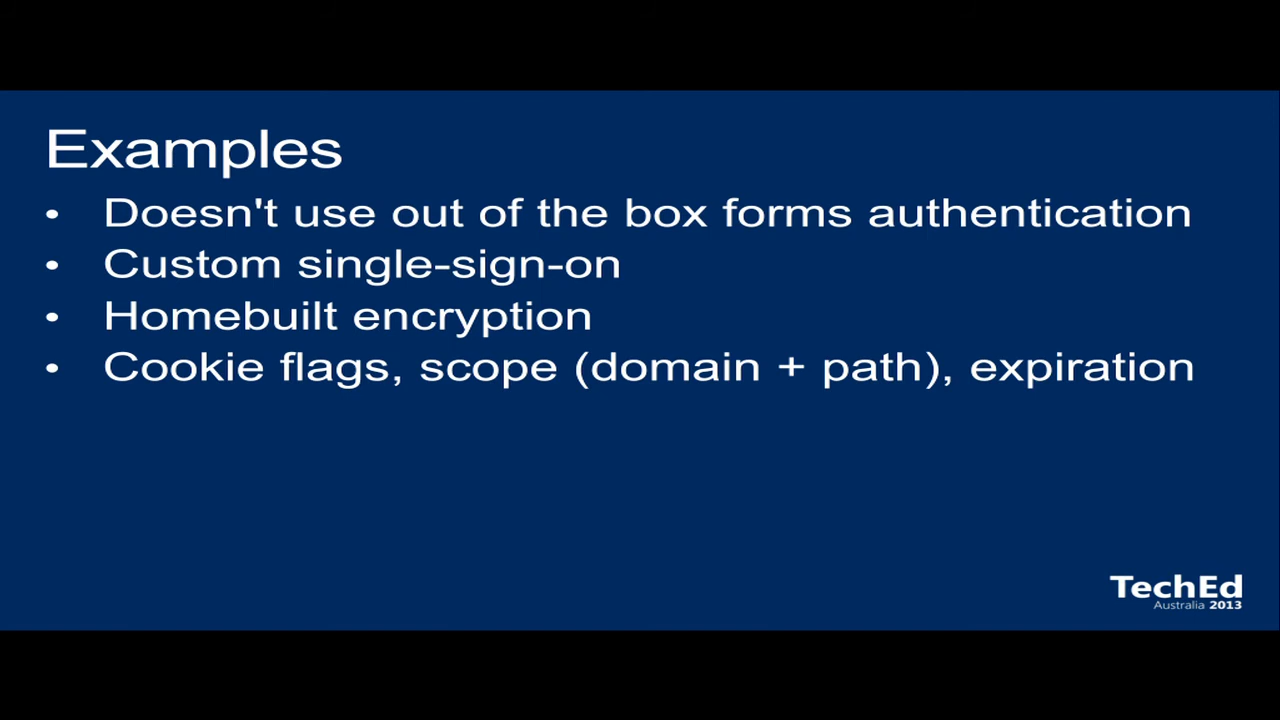 Examples
• Doesn't use out of the box forms authentication
• Custom single-sign-on
• Homebuilt encryption
• Cookie flags, scope (domain + path), expiration
TechEd
Australia 2013